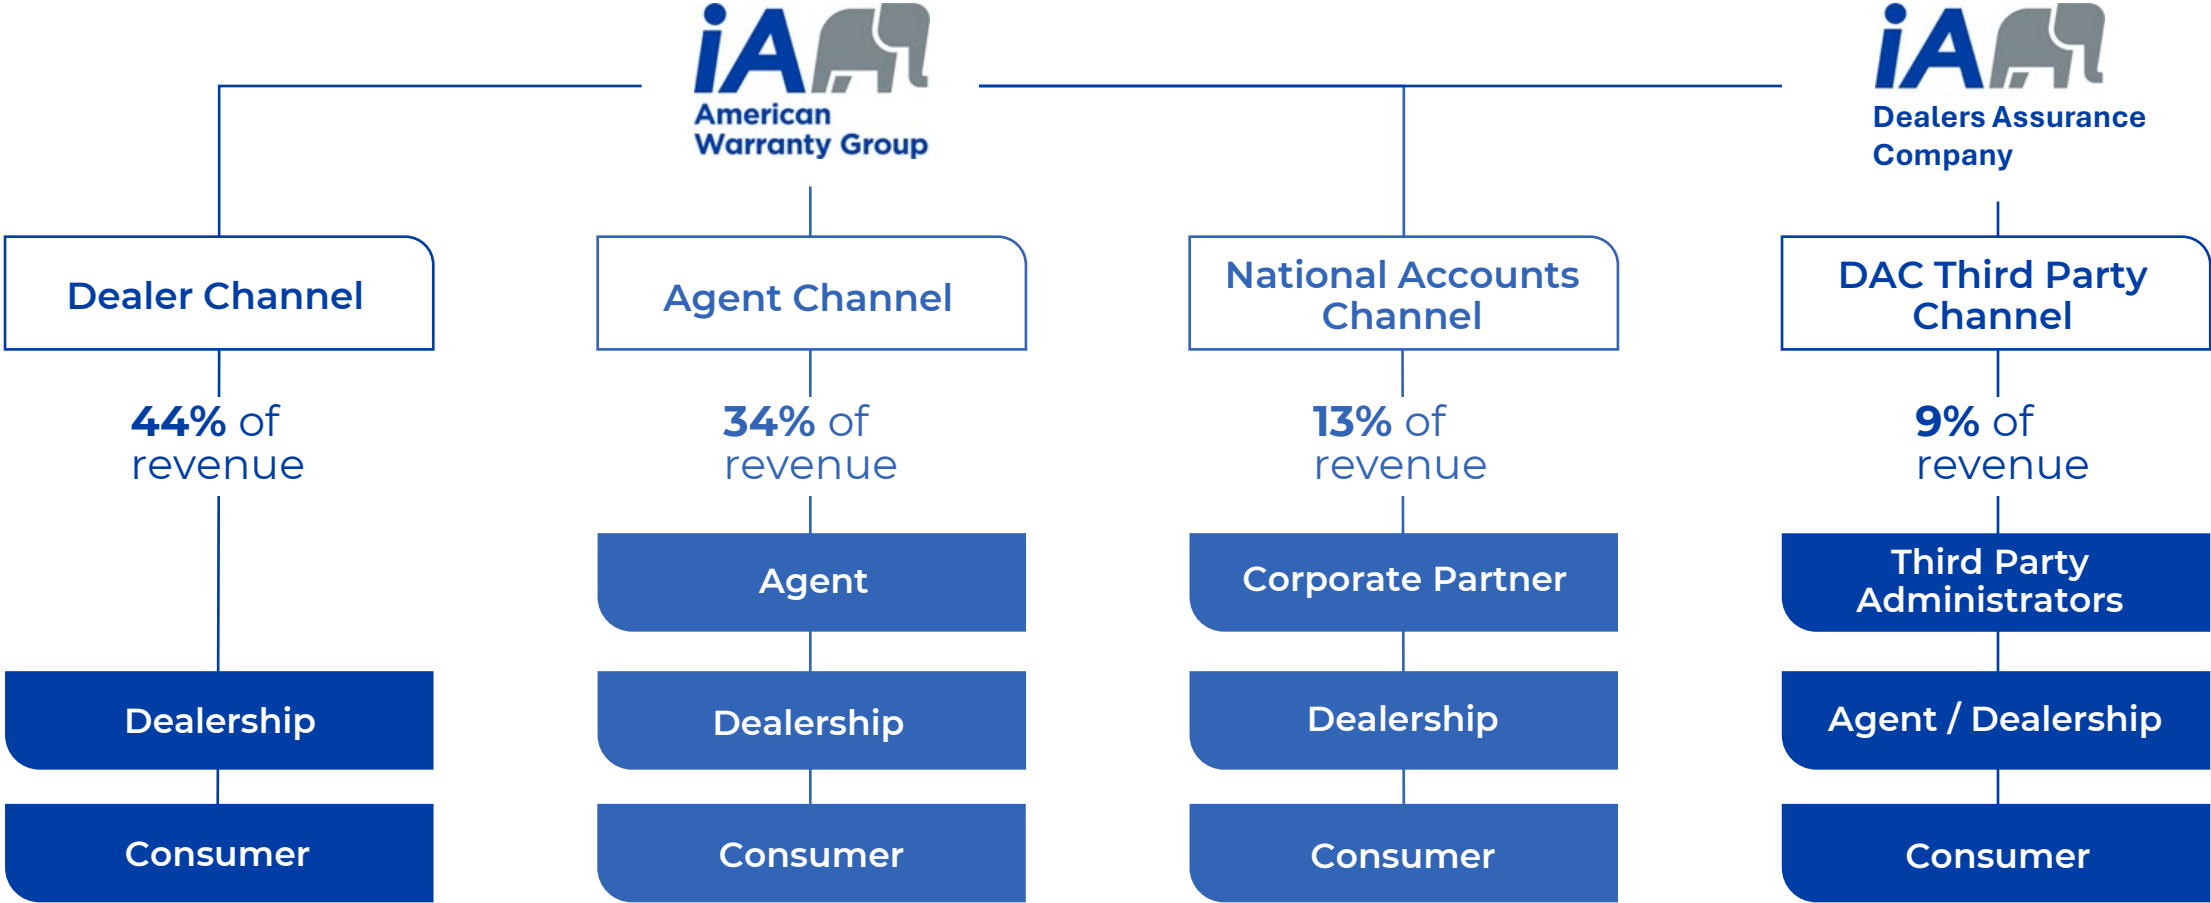 iA
American
Warranty Group
iA
Dealers Assurance
Company
Dealer Channel
Agent Channel
National Accounts
Channel
DAC Third Party
Channel
44% of
revenue
34% of
revenue
13% of
revenue
9% of
revenue
Agent
Corporate Partner
Third Party
Administrators
Dealership
Dealership
Dealership
Agent / Dealership
Consumer
Consumer
Consumer
Consumer